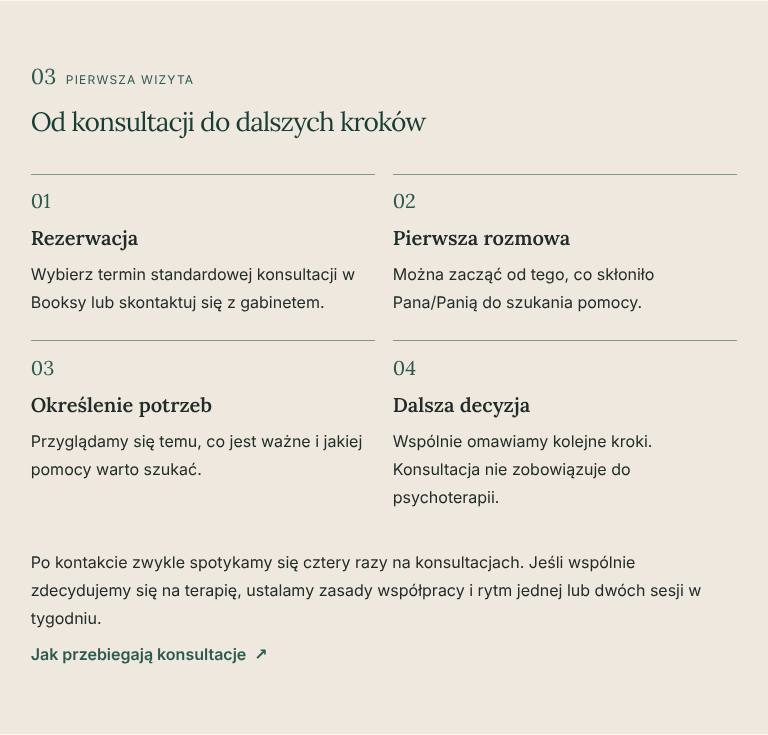 03 PIERWSZA WIZYTA
Od konsultacji do dalszych kroków
01
Rezerwacja
Wybierz termin standardowej konsultacji w
Booksy lub skontaktuj się z gabinetem.
02
Pierwsza rozmowa
Można zacząć od tego, co skłoniło
Pana/Panią do szukania pomocy.
03
Określenie potrzeb
Przyglądamy się temu, co jest ważne i jakiej
pomocy warto szukać.
04
Dalsza decyzja
Wspólnie omawiamy kolejne kroki.
Konsultacja nie zobowiązuje do
psychoterapii.
Po kontakcie zwykle spotykamy się cztery razy na konsultacjach. Jeśli wspólnie
zdecydujemy się na terapię, ustalamy zasady współpracy i rytm jednej lub dwóch sesji w
tygodniu.
Jak przebiegają konsultacje ↗